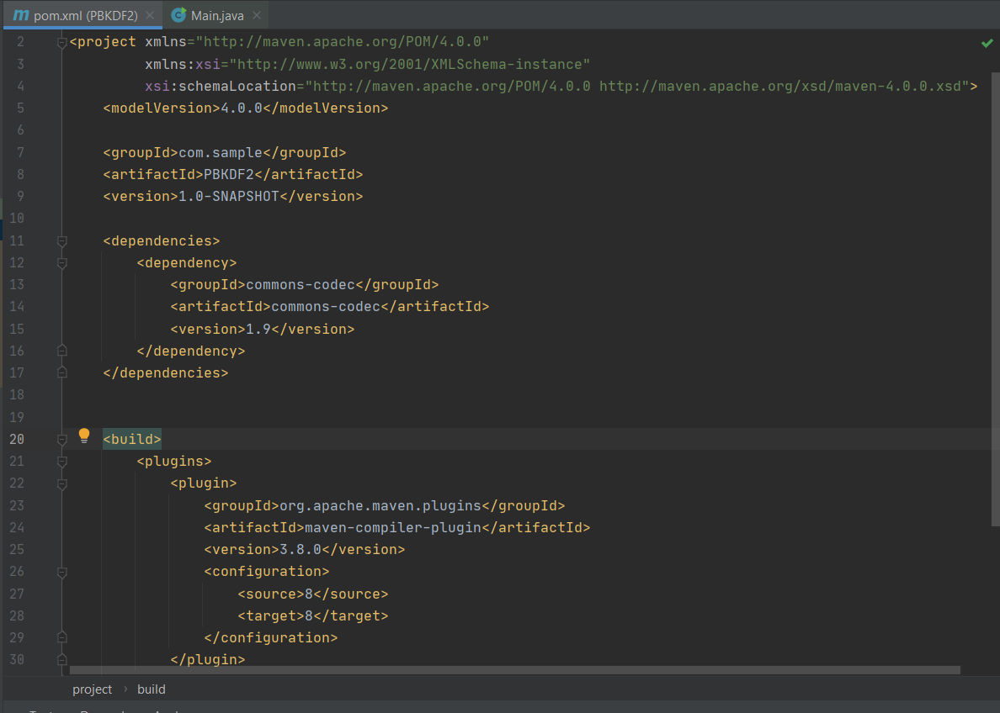 m pom.xml (PBKDF2) × C Main.java ×
2 <project xmlns="http://maven.apache.org/POM/4.0.0"
3 xmlns:xsi="http://www.w3.org/2001/XMLSchema-instance"
4 xsi:schemaLocation="http://maven.apache.org/POM/4.0.0 http://maven.apache.org/xsd/maven-4.0.0.xsd">
5 <modelVersion>4.0.0</modelVersion>
6
7 <groupId>com.sample</groupId>
8 <artifactId>PBKDF2</artifactId>
9 <version>1.0-SNAPSHOT</version>
10
11 <dependencies>
12 <dependency>
13 <groupId>commons-codec</groupId>
14 <artifactId>commons-codec</artifactId>
15 <version>1.9</version>
16 </dependency>
17 </dependencies>
18
19
20 <build>
21 <plugins>
22 <plugin>
23 <groupId>org.apache.maven.plugins</groupId>
24 <artifactId>maven-compiler-plugin</artifactId>
25 <version>3.8.0</version>
26 <configuration>
27 <source>8</source>
28 <target>8</target>
29 </configuration>
30 </plugin>
project › build